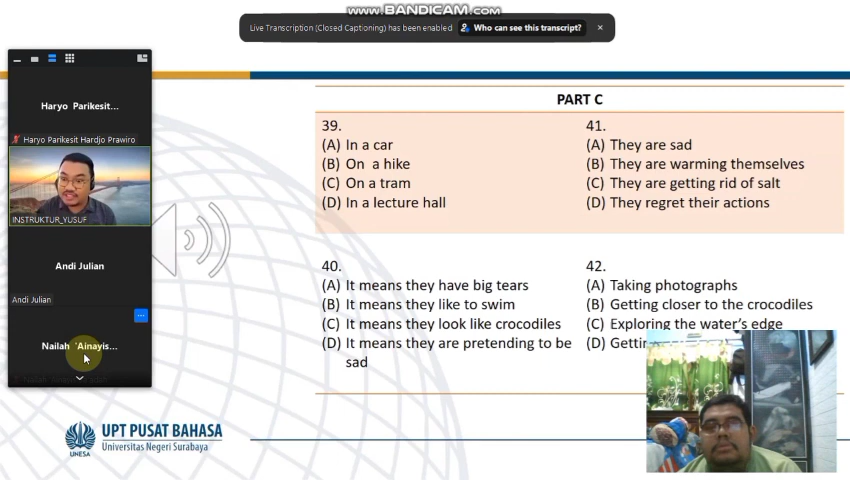 WWW.BANDICAM.COM
Live Transcription (Closed Captioning) has been enabled
Who can see this transcript?
Haryo Parikesit...
Haryo Parikesit Hardjo Prawiro
INSTRUKTUR_YUSUF
Andi Julian
Andi Julian
Nailah 'Ainayis...
PART C
39.
(A) In a car
(B) On a hike
(C) On a tram
(D) In a lecture hall
40.
(A) It means they have big tears
(B) It means they like to swim
(C) It means they look like crocodiles
(D) It means they are pretending to be
sad
41.
(A) They are sad
(B) They are warming themselves
(C) They are getting rid of salt
(D) They regret their actions
42.
(A) Taking photographs
(B) Getting closer to the crocodiles
(C) Exploring the water's edge
(D)
UNESA
UPT PUSAT BAHASA
Universitas Negeri Surabaya